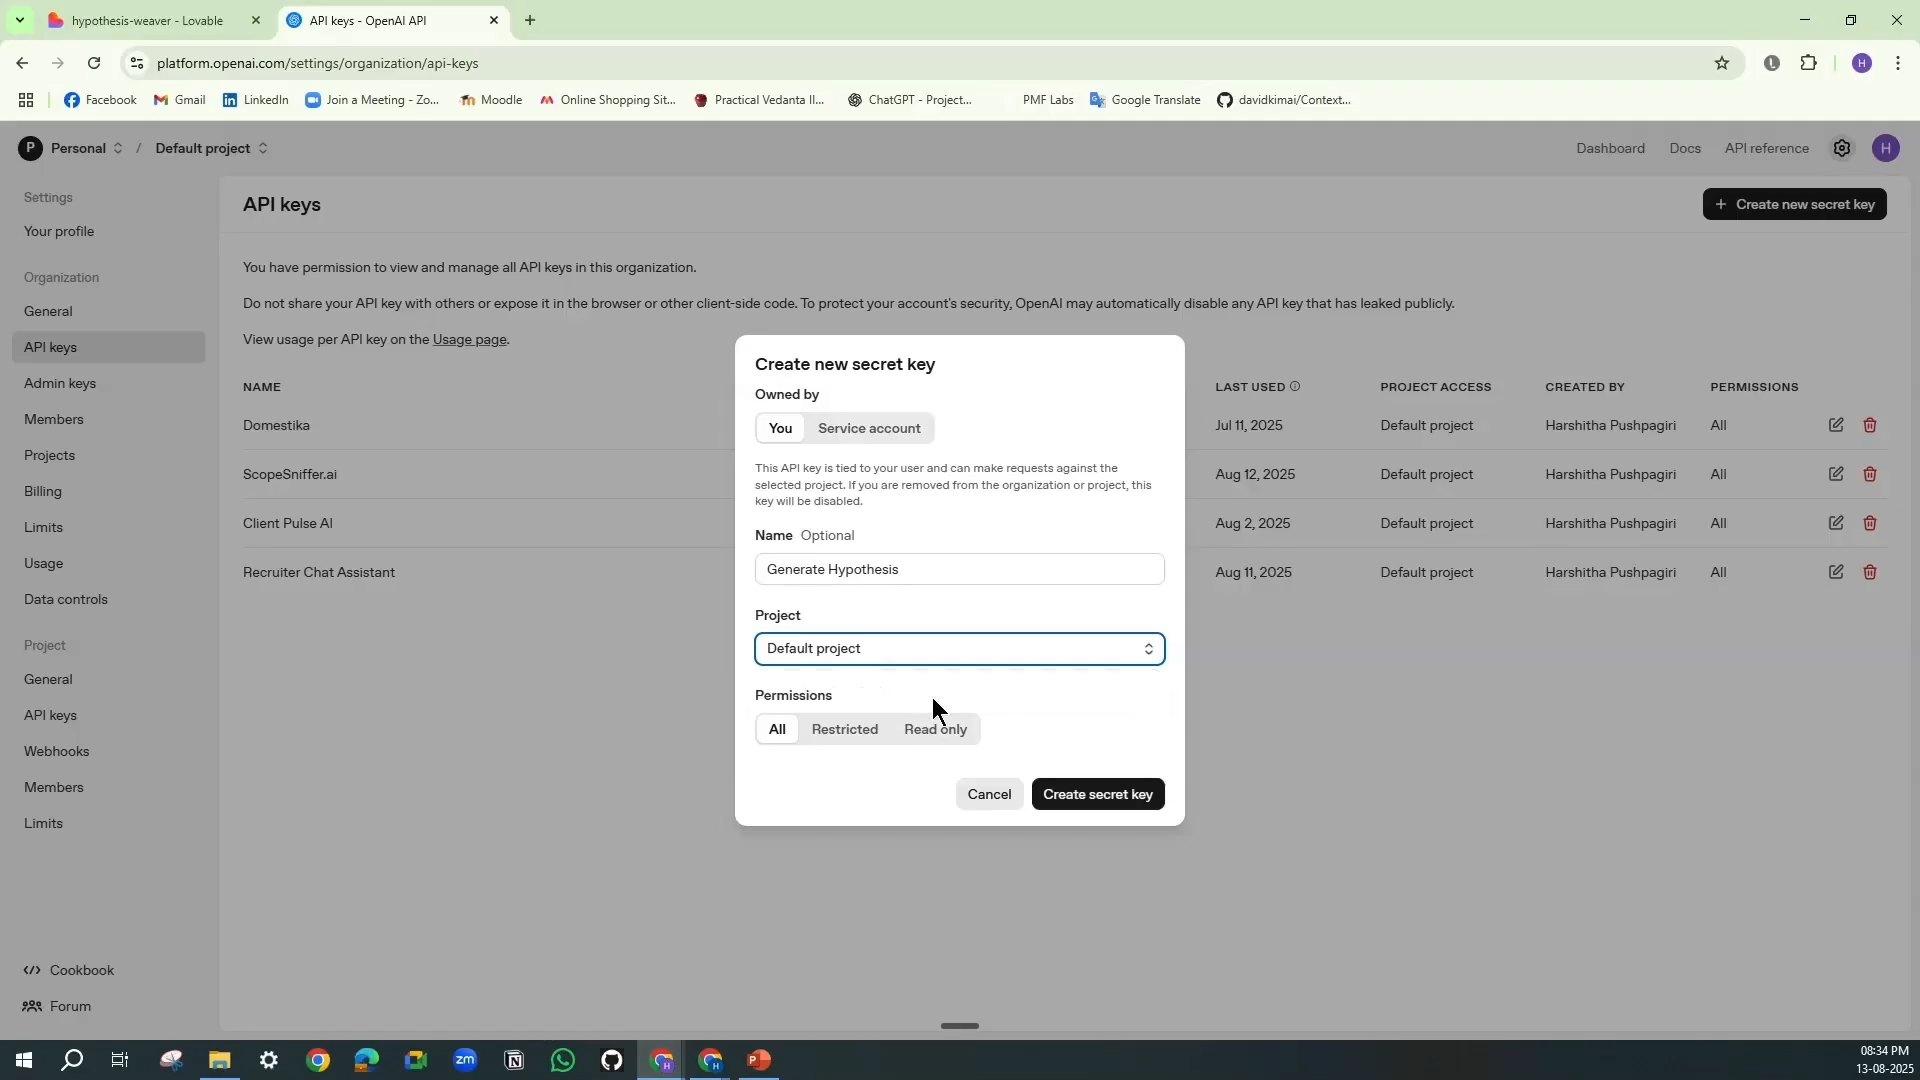 hypothesis-weaver - Lovable
API keys - OpenAI API
platform.openai.com/settings/organization/api-keys
H
Facebook
Gmail
LinkedIn
Join a Meeting - Zo...
Moodle
Online Shopping Sit...
Practical Vedanta II...
ChatGPT - Project...
PMF Labs
Google Translate
davidkimai/Context...
P Personal / Default project
Dashboard
Docs
API reference
H
Settings
Your profile
Organization
General
API keys
Admin keys
Members
Projects
Billing
Limits
Usage
Data controls
Project
General
API keys
Webhooks
Members
Limits
Cookbook
Forum
API keys
+ Create new secret key
You have permission to view and manage all API keys in this organization.
Do not share your API key with others or expose it in the browser or other client-side code. To protect your account's security, OpenAI may automatically disable any API key that has leaked publicly.
View usage per API key on the Usage page.
NAME LAST USED PROJECT ACCESS CREATED BY PERMISSIONS
Domestika Jul 11, 2025 Default project Harshitha Pushpagiri All
ScopeSniffer.ai Aug 12, 2025 Default project Harshitha Pushpagiri All
Client Pulse AI Aug 2, 2025 Default project Harshitha Pushpagiri All
Recruiter Chat Assistant Aug 11, 2025 Default project Harshitha Pushpagiri All
Create new secret key
Owned by
You Service account
This API key is tied to your user and can make requests against the
selected project. If you are removed from the organization or project, this
key will be disabled.
Name Optional
Generate Hypothesis
Project
Default project
Permissions
All Restricted Read only
Cancel Create secret key
zm
08:34 PM
13-08-2025